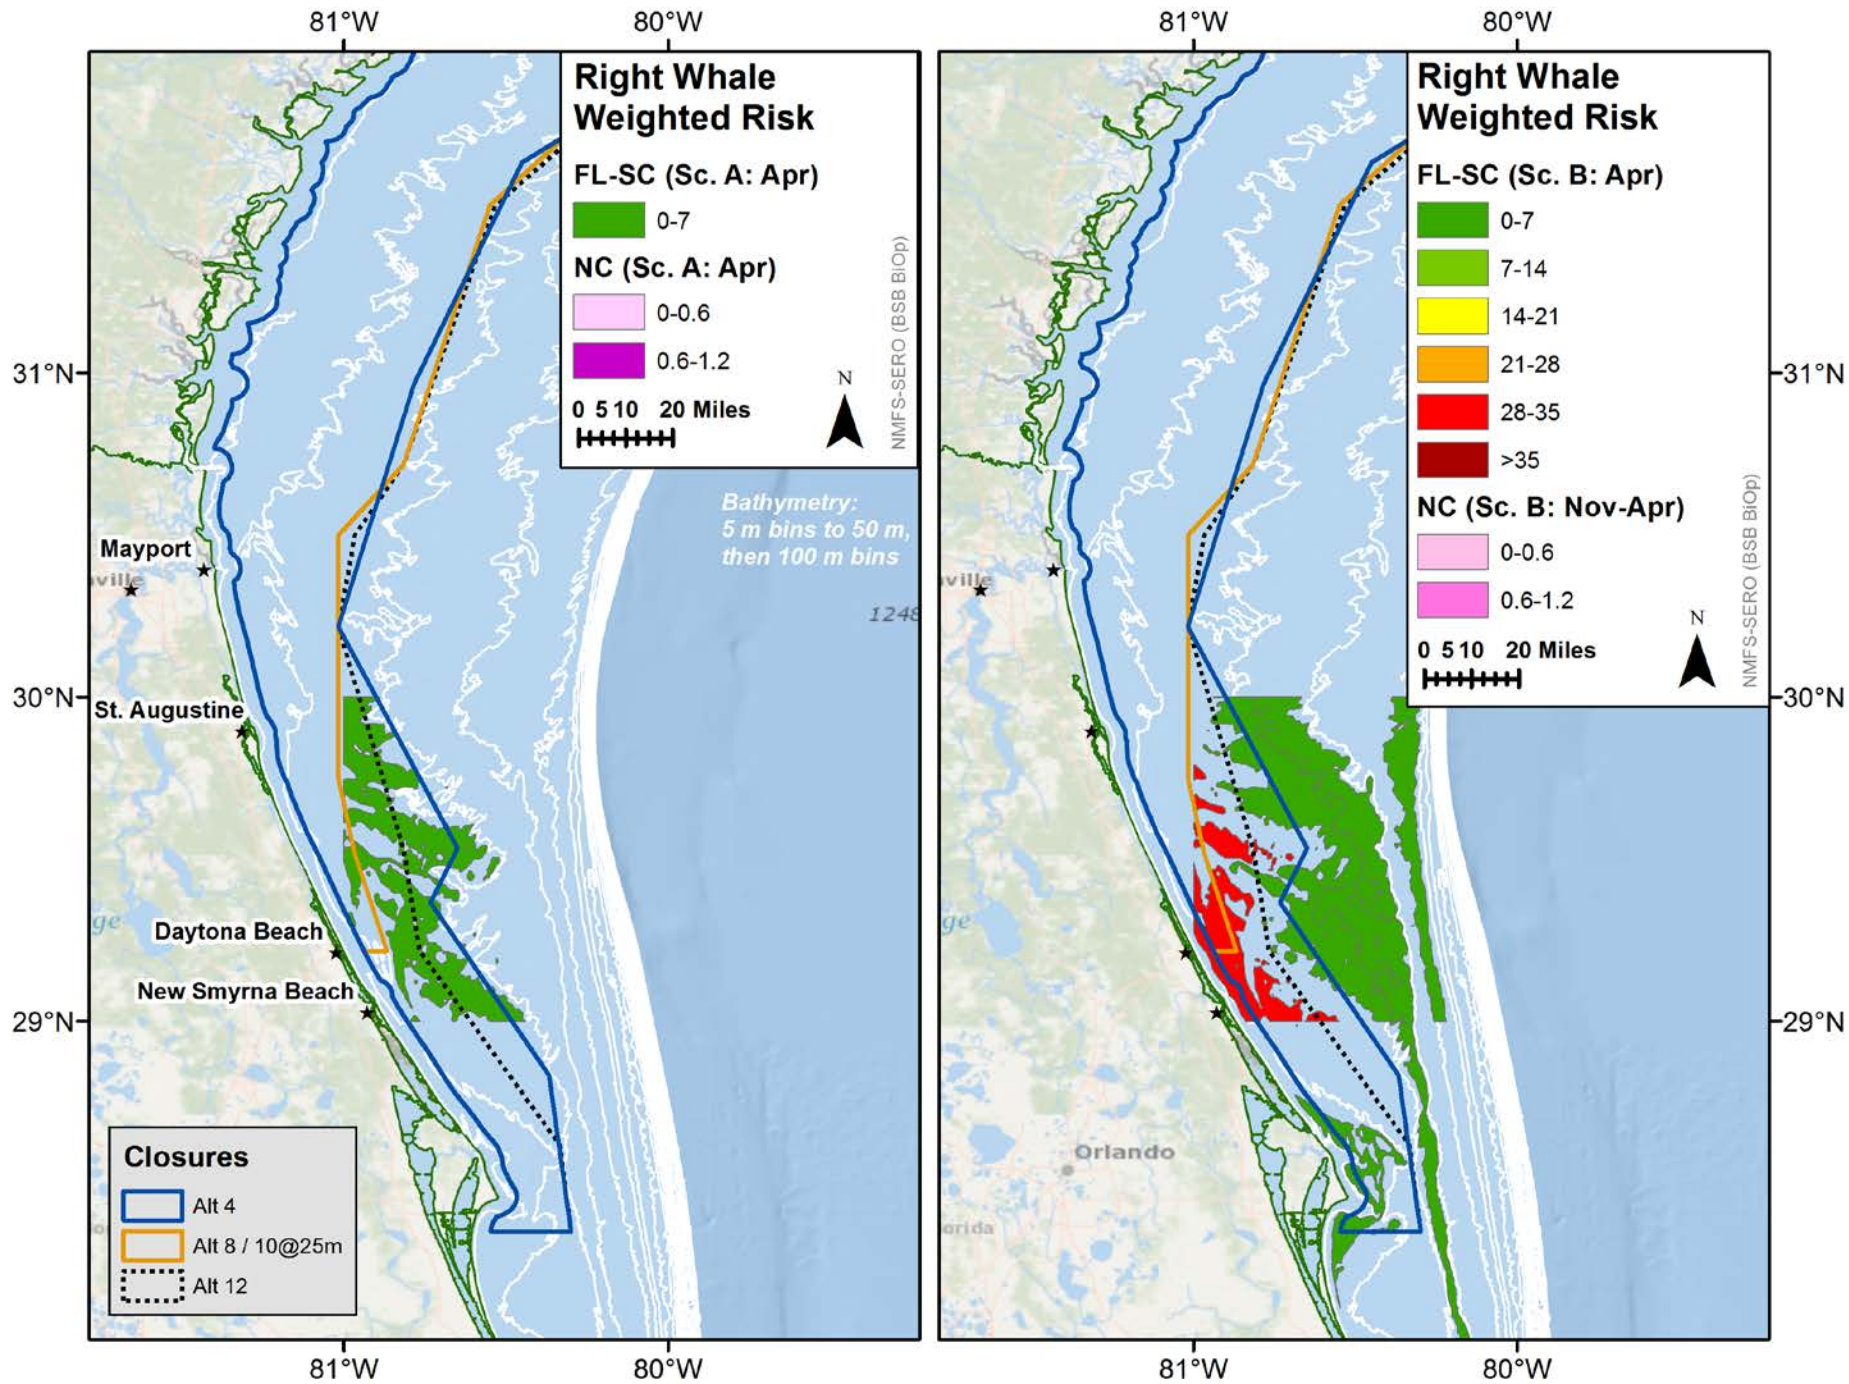 81°W
80°W
81°W
80°W
Right Whale
Weighted Risk
FL-SC (Sc. A: Apr)
0-7
NC (Sc. A: Apr)
0-0.6
0.6-1.2
0 5 10 20 Miles
N
NMFS-SERO (BSB BiOp)
Right Whale
Weighted Risk
FL-SC (Sc. B: Apr)
0-7
7-14
14-21
21-28
28-35
>35
NC (Sc. B: Nov-Apr)
0-0.6
0.6-1.2
0 5 10 20 Miles
N
NMFS-SERO (BSB BiOp)
31°N
31°N
Bathymetry:
5 m bins to 50 m,
then 100 m bins
1248
Mayport
ville
ville
30°N
30°N
St. Augustine
Daytona Beach
ge
New Smyrna Beach
29°N
29°N
Orlando
orida
Closures
Alt 4
Alt 8 / 10@25m
Alt 12
81°W
80°W
81°W
80°W